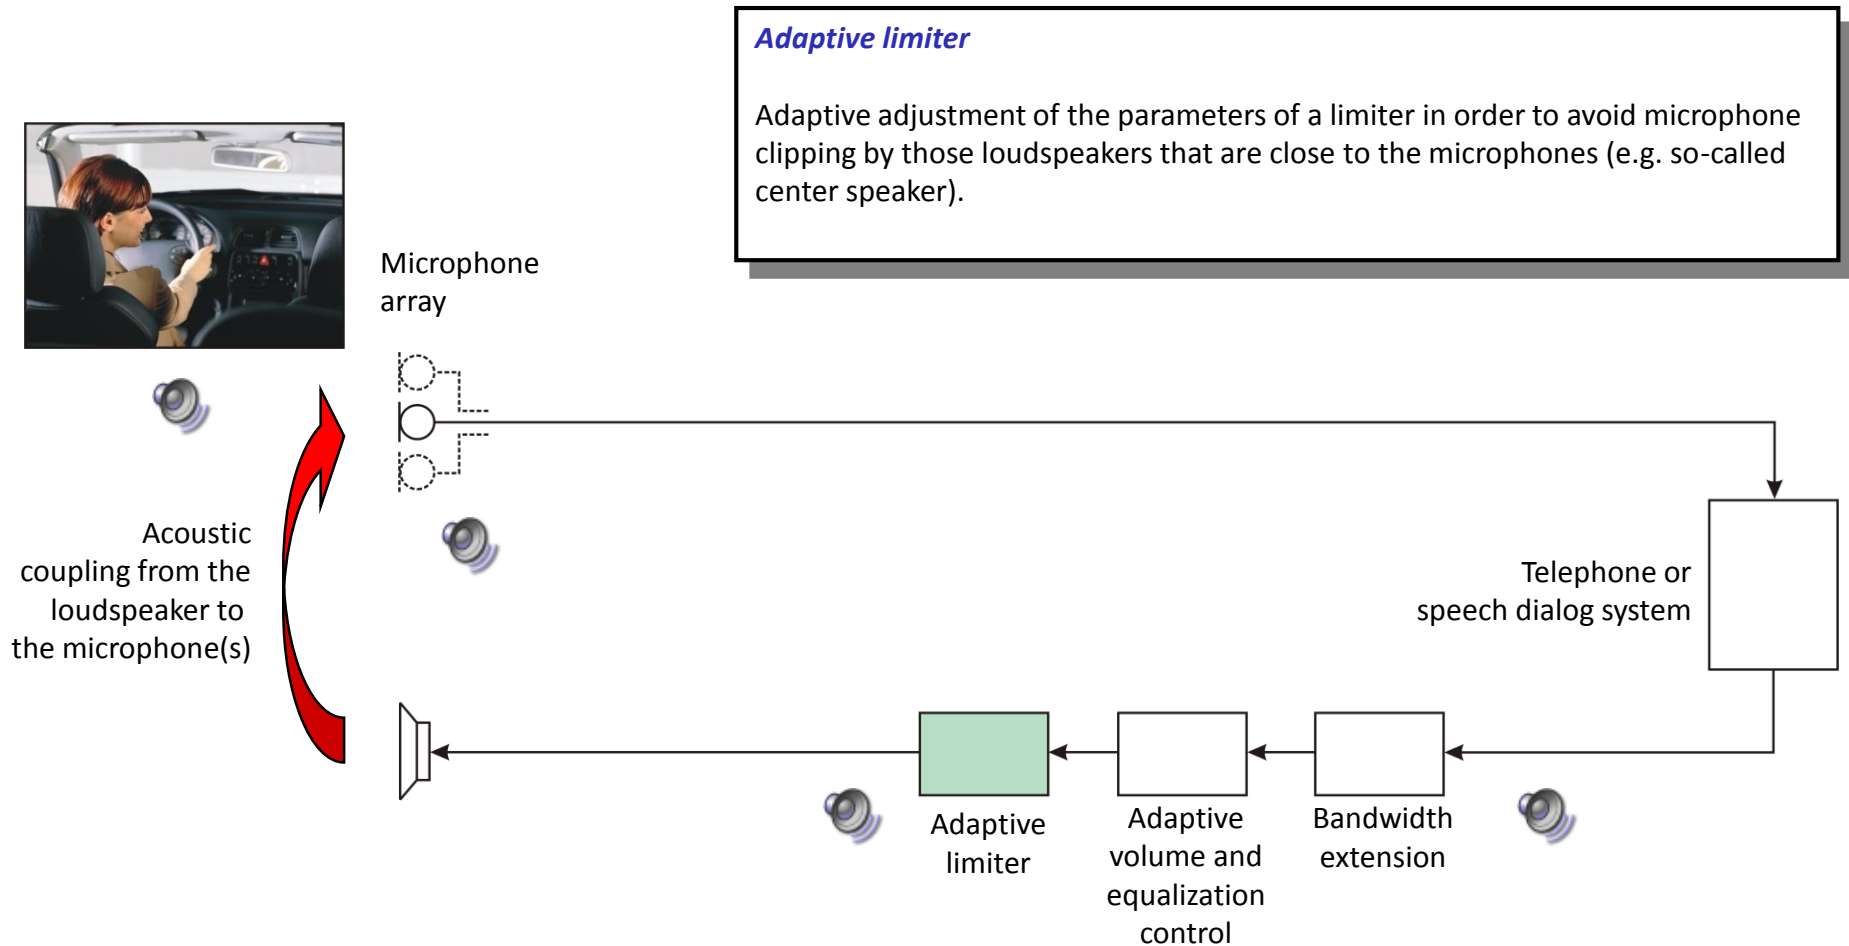 Adaptive limiter
Adaptive adjustment of the parameters of a limiter in order to avoid microphone
clipping by those loudspeakers that are close to the microphones (e.g. so-called
center speaker).
Microphone
array
Acoustic
coupling from the
loudspeaker to
the microphone(s)
Telephone or
speech dialog system
Adaptive
limiter
Adaptive
volume and
equalization
control
Bandwidth
extension